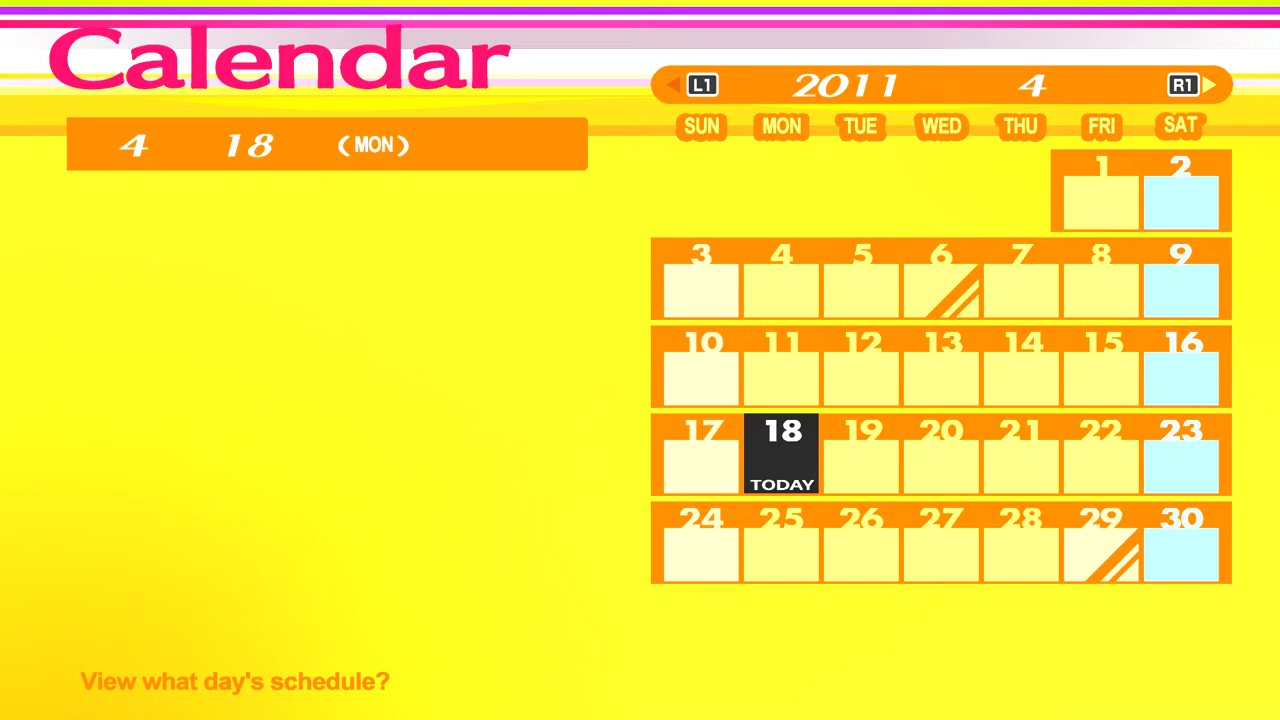 Calendar
L1 2011 4 R1
4 18 (MON)
SUN MON TUE WED THU FRI SAT
1 2
3 4 5 6 7 8 9
10 11 12 13 14 15 16
17 18 19 20 21 22 23
TODAY
24 25 26 27 28 29 30
View what day's schedule?